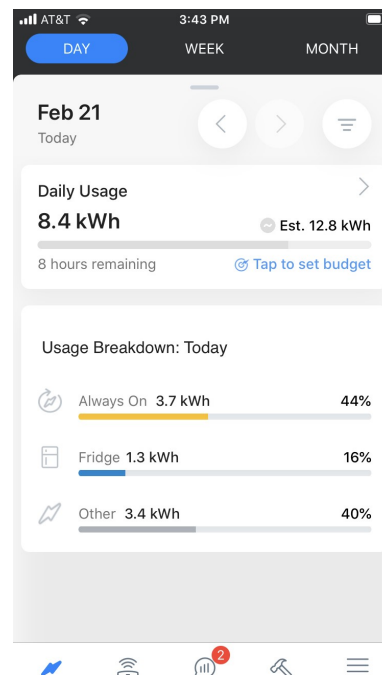 AT&T 3:43 PM
DAY WEEK MONTH
Feb 21
Today
Daily Usage
8.4 kWh Est. 12.8 kWh
8 hours remaining Tap to set budget
Usage Breakdown: Today
Always On 3.7 kWh 44%
Fridge 1.3 kWh 16%
Other 3.4 kWh 40%
2